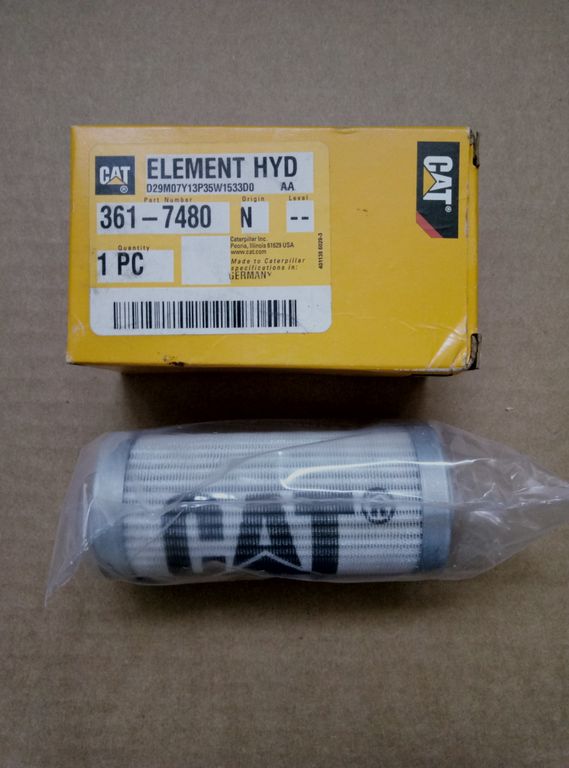 CAT®
ELEMENT HYD
D29M07Y13P35W1533D0 AA
Part Number Origin Level
361-7480 N --
Quantity
1 PC
Caterpillar Inc.
Peoria, Illinois 61629 USA
www.cat.com
Made to Caterpillar
specifications in:
GERMANY
CAT®
CAT®